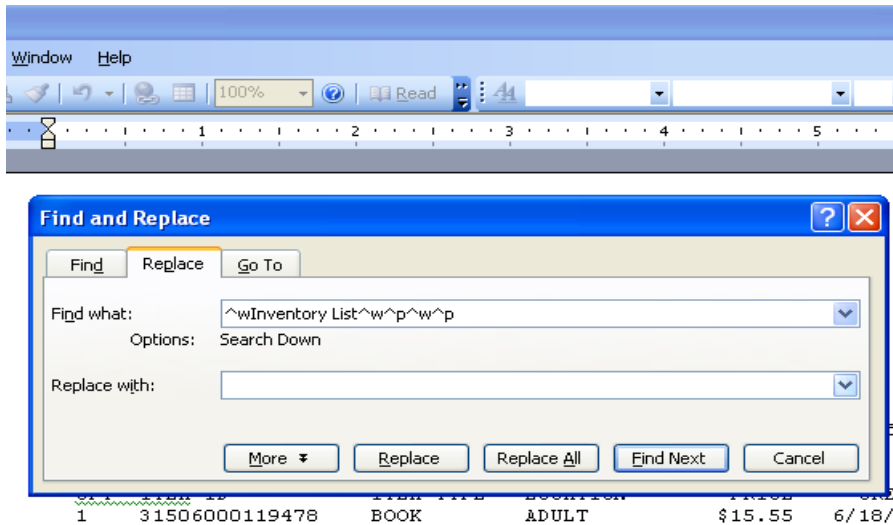 Window Help
100% Read
1 2 3 4 5
Find and Replace
Find Replace Go To
Find what: ^wInventory List^w^p^w^p
Options: Search Down
Replace with:
More Replace Replace All Find Next Cancel
1 31506000119478 BOOK ADULT $15.55 6/18/